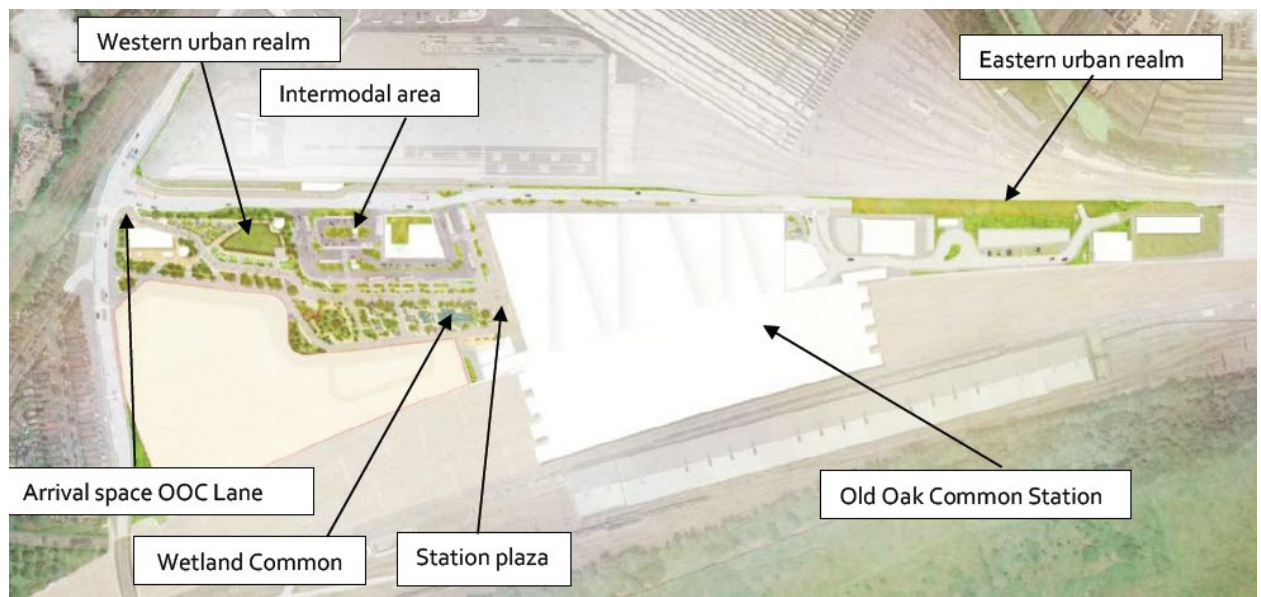 Western urban realm
Eastern urban realm
Intermodal area
Arrival space OOC Lane
Old Oak Common Station
Wetland Common
Station plaza